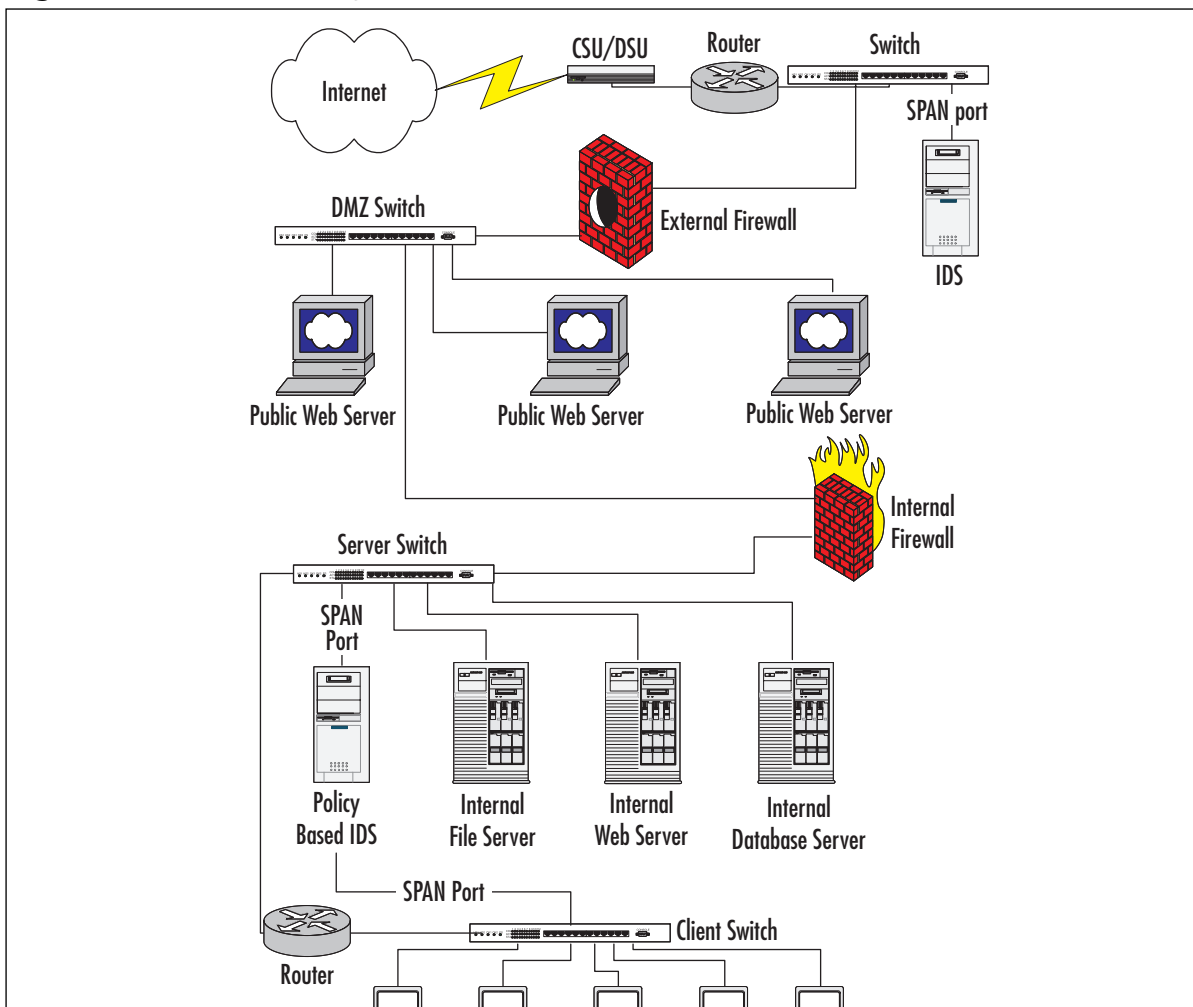 CSU/DSU
Router
Switch
Internet
SPAN port
DMZ Switch
External Firewall
IDS
Public Web Server
Public Web Server
Public Web Server
Internal
Firewall
Server Switch
SPAN
Port
Policy
Based IDS
Internal
File Server
Internal
Web Server
Internal
Database Server
SPAN Port
Client Switch
Router